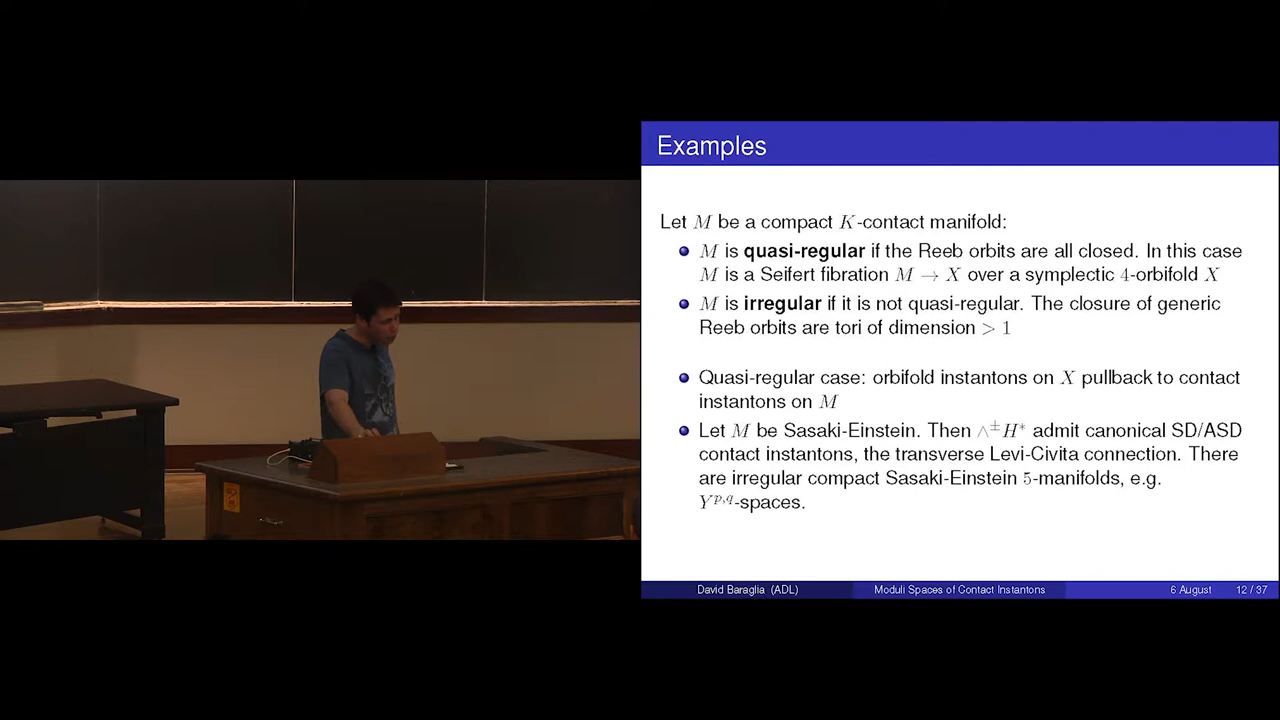 Examples
Let M be a compact K-contact manifold:
M is quasi-regular if the Reeb orbits are all closed. In this case
M is a Seifert fibration M → X over a symplectic 4-orbifold X
M is irregular if it is not quasi-regular. The closure of generic
Reeb orbits are tori of dimension > 1
Quasi-regular case: orbifold instantons on X pullback to contact
instantons on M
Let M be Sasaki-Einstein. Then ∧^± H^* admit canonical SD/ASD
contact instantons, the transverse Levi-Civita connection. There
are irregular compact Sasaki-Einstein 5-manifolds, e.g.
Y^{p,q}-spaces.
David Baraglia (ADL) Moduli Spaces of Contact Instantons 6 August 12 / 37